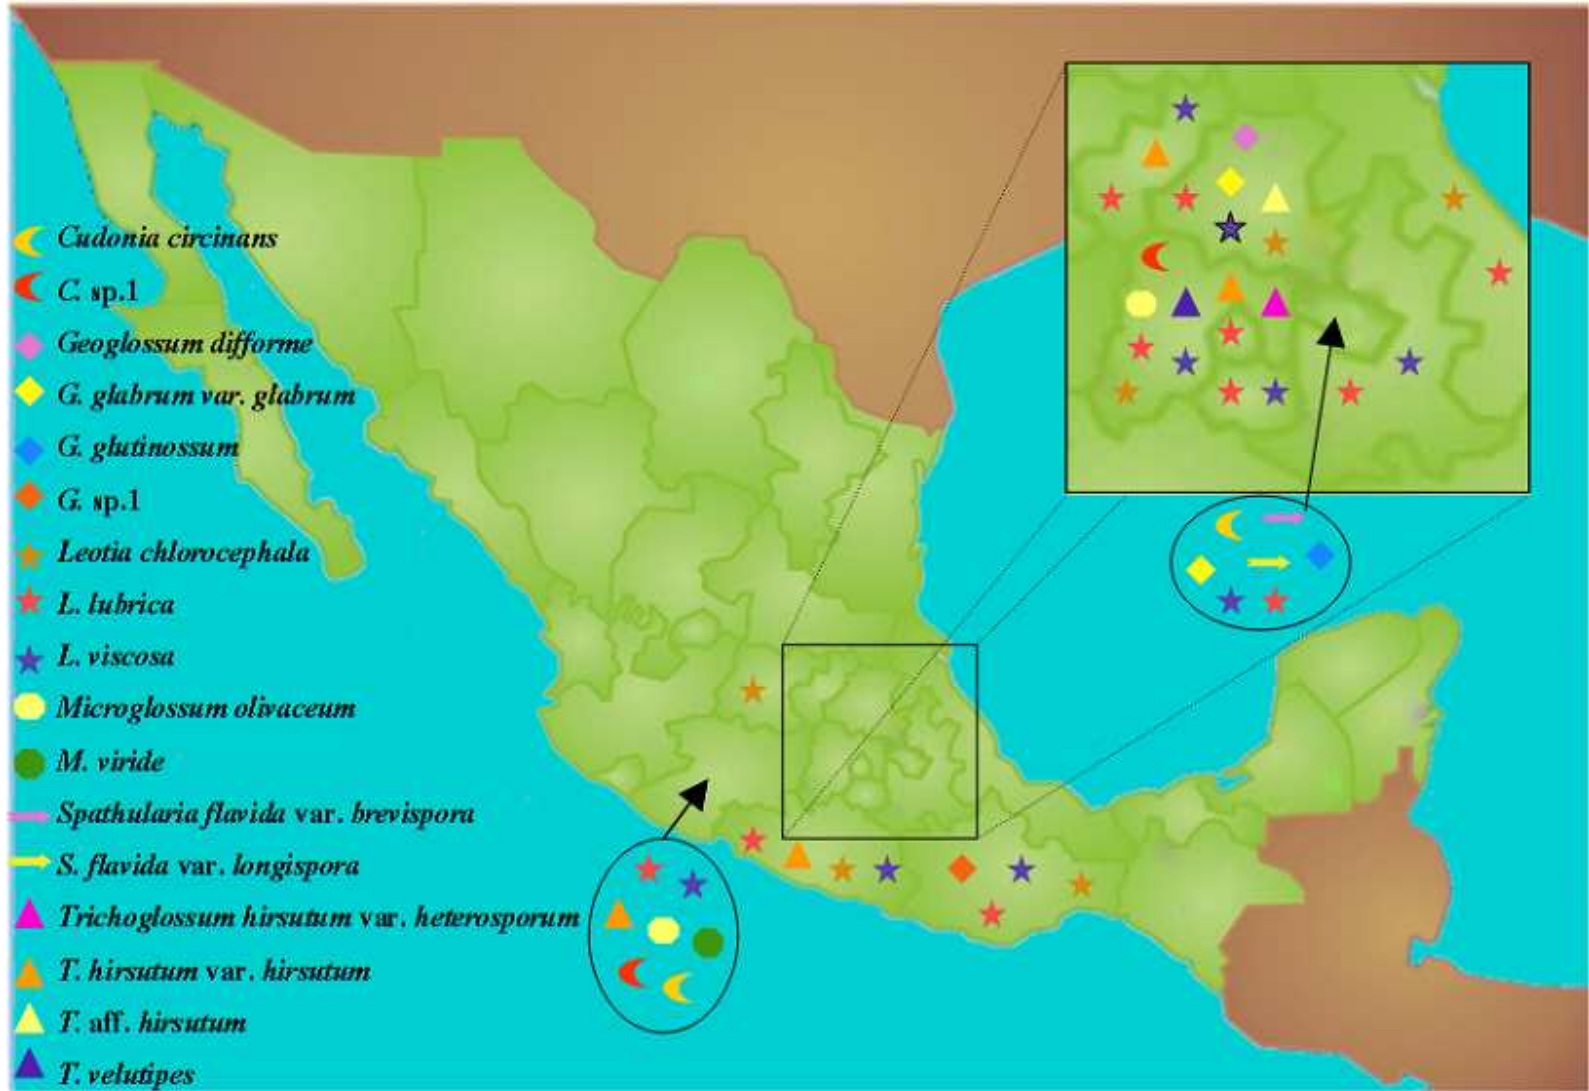 Cudonia circinans
C. sp.1
Geoglossum difforme
G. glabrum var. glabrum
G. glutinossum
G. sp.1
Leotia chlorocephala
L. lubrica
L. viscosa
Microglossum olivaceum
M. viride
Spathularia flavida var. brevispora
S. flavida var. longispora
Trichoglossum hirsutum var. heterosporum
T. hirsutum var. hirsutum
T. aff. hirsutum
T. velutipes